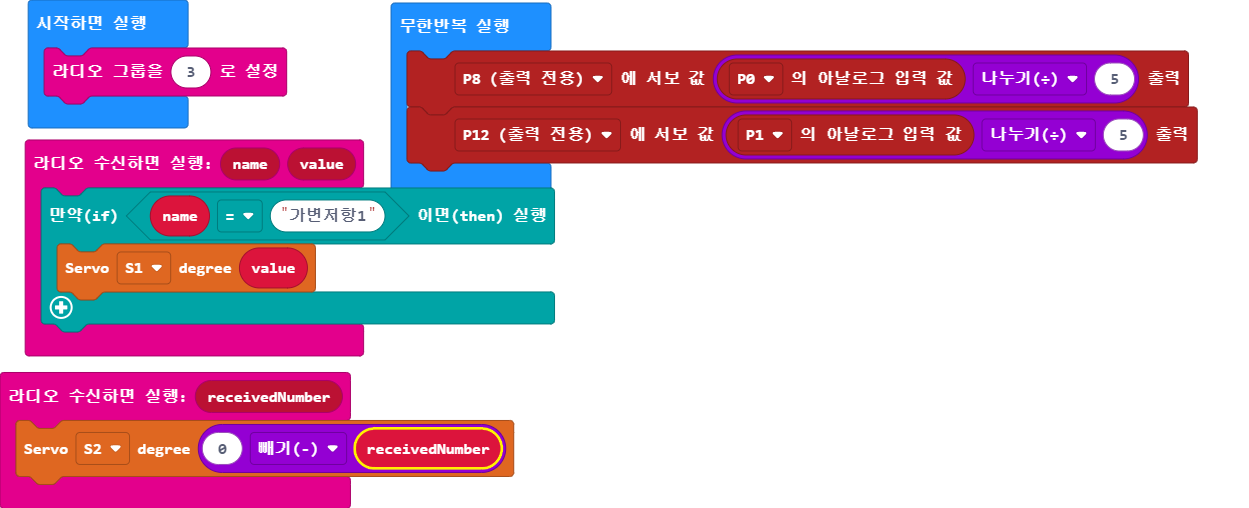 시작하면 실행
라디오 그룹을 3 로 설정
무한반복 실행
P8 (출력 전용) 에 서보 값 P0 의 아날로그 입력 값 나누기(÷) 5 출력
P12 (출력 전용) 에 서보 값 P1 의 아날로그 입력 값 나누기(÷) 5 출력
라디오 수신하면 실행: name value
만약(if) name = "가변저항1" 이면(then) 실행
Servo S1 degree value
라디오 수신하면 실행: receivedNumber
Servo S2 degree 0 빼기(-) receivedNumber